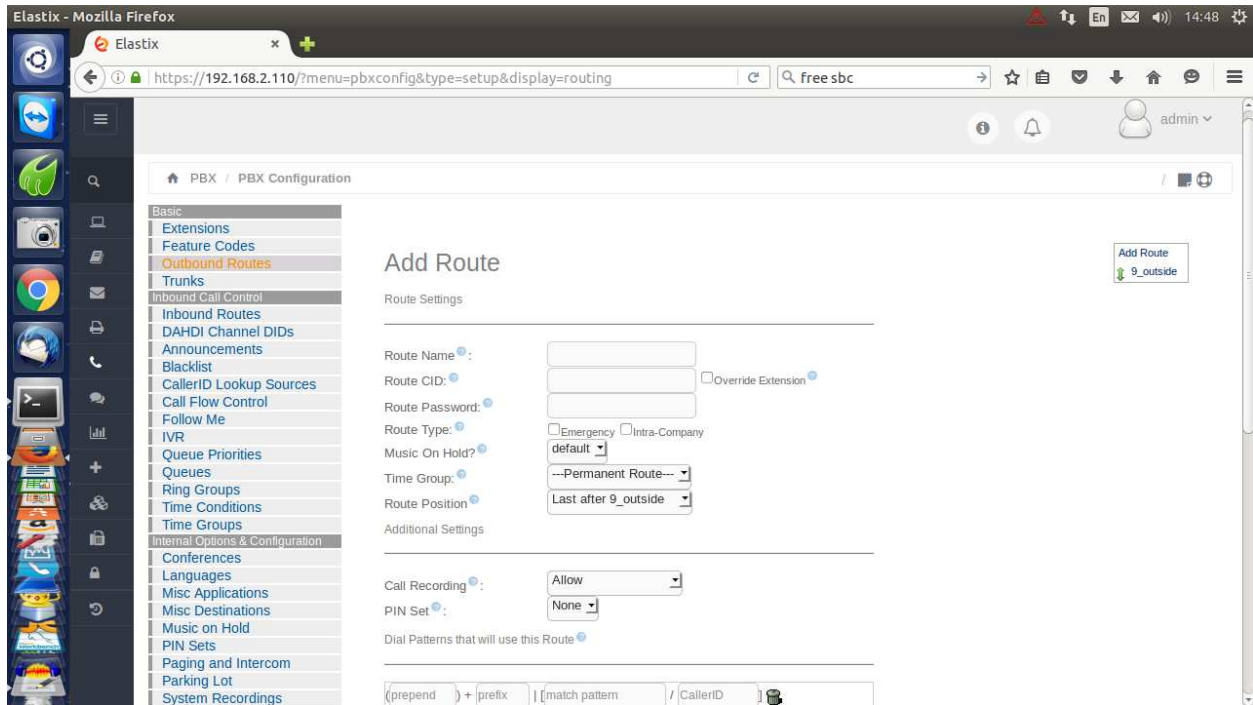 Elastix - Mozilla Firefox
En
14:48
Elastix
https://192.168.2.110/?menu=pbxconfig&type=setup&display=routing
free sbc
admin
PBX / PBX Configuration
/
Basic
Extensions
Feature Codes
Outbound Routes
Trunks
Inbound Call Control
Inbound Routes
DAHDI Channel DIDs
Announcements
Blacklist
CallerID Lookup Sources
Call Flow Control
Follow Me
IVR
Queue Priorities
Queues
Ring Groups
Time Conditions
Time Groups
Internal Options & Configuration
Conferences
Languages
Misc Applications
Misc Destinations
Music on Hold
PIN Sets
Paging and Intercom
Parking Lot
System Recordings
Add Route
Route Settings
Route Name :
Route CID:
Override Extension
Route Password:
Route Type:
Emergency Intra-Company
Music On Hold?
default
Time Group:
---Permanent Route---
Route Position
Last after 9_outside
Additional Settings
Call Recording :
Allow
PIN Set :
None
Dial Patterns that will use this Route
(prepend ) + prefix | [match pattern / CallerID ]
Add Route
9_outside